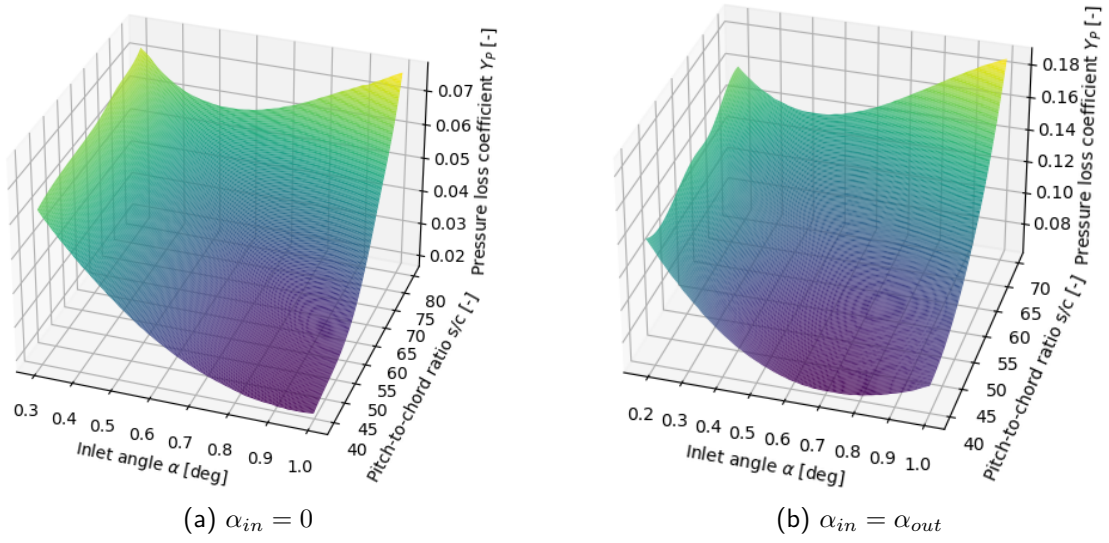 0.07
0.06
0.05
0.04
0.03
0.02
Pressure loss coefficient Y_P [-]
80
85
75
70
65
60
55
50
45
40
Pitch-to-chord ratio s/c [-]
0.3 0.4 0.5 0.6 0.7 0.8 0.9 1.0
Inlet angle α [deg]
(a) α_in = 0
0.18
0.16
0.14
0.12
0.10
0.08
Pressure loss coefficient Y_P [-]
70
65
60
55
50
45
40
Pitch-to-chord ratio s/c [-]
0.2 0.3 0.4 0.5 0.6 0.7 0.8 0.9 1.0
Inlet angle α [deg]
(b) α_in = α_out